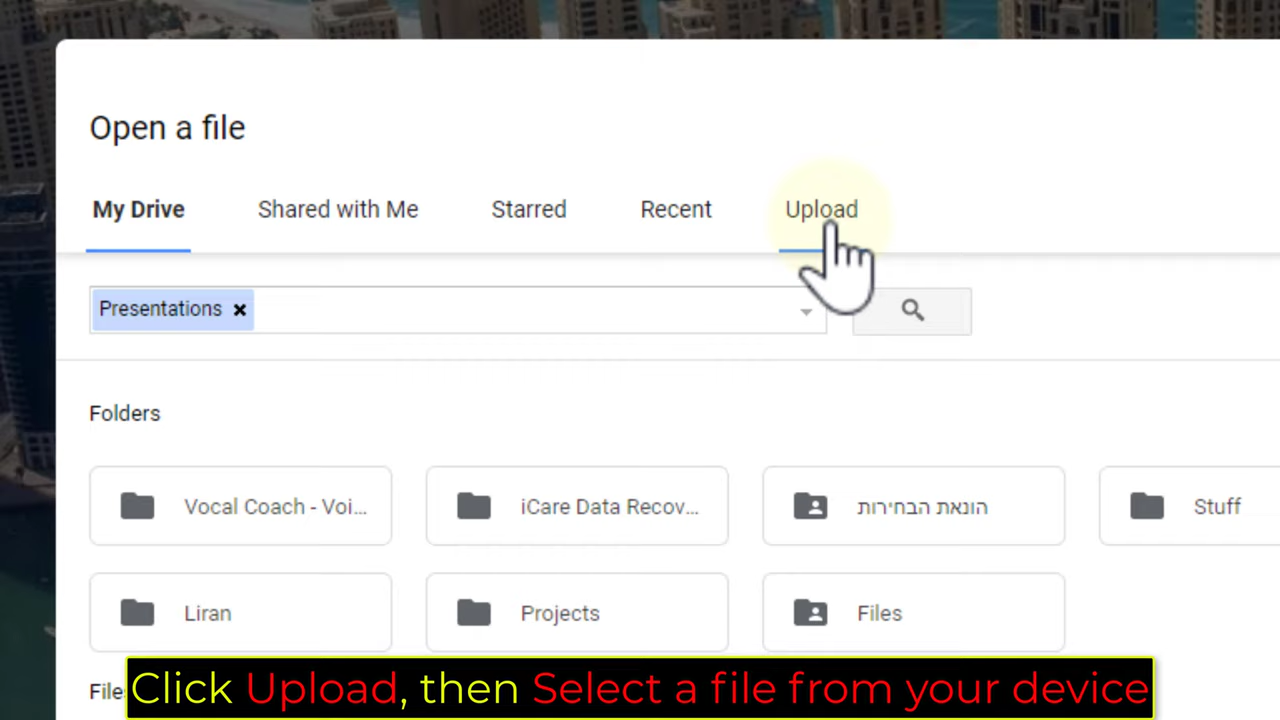 Open a file
My Drive Shared with Me Starred Recent Upload
Presentations ×
Folders
Vocal Coach - Voi... iCare Data Recov... הונאת הבחירות Stuff
Liran Projects Files
Click Upload, then Select a file from your device